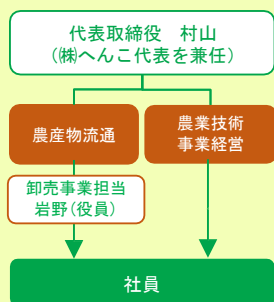 代表取締役　村山
（㈱へんこ代表を兼任）
農産物流通
農業技術
事業経営
卸売事業担当
岩野（役員）
社員